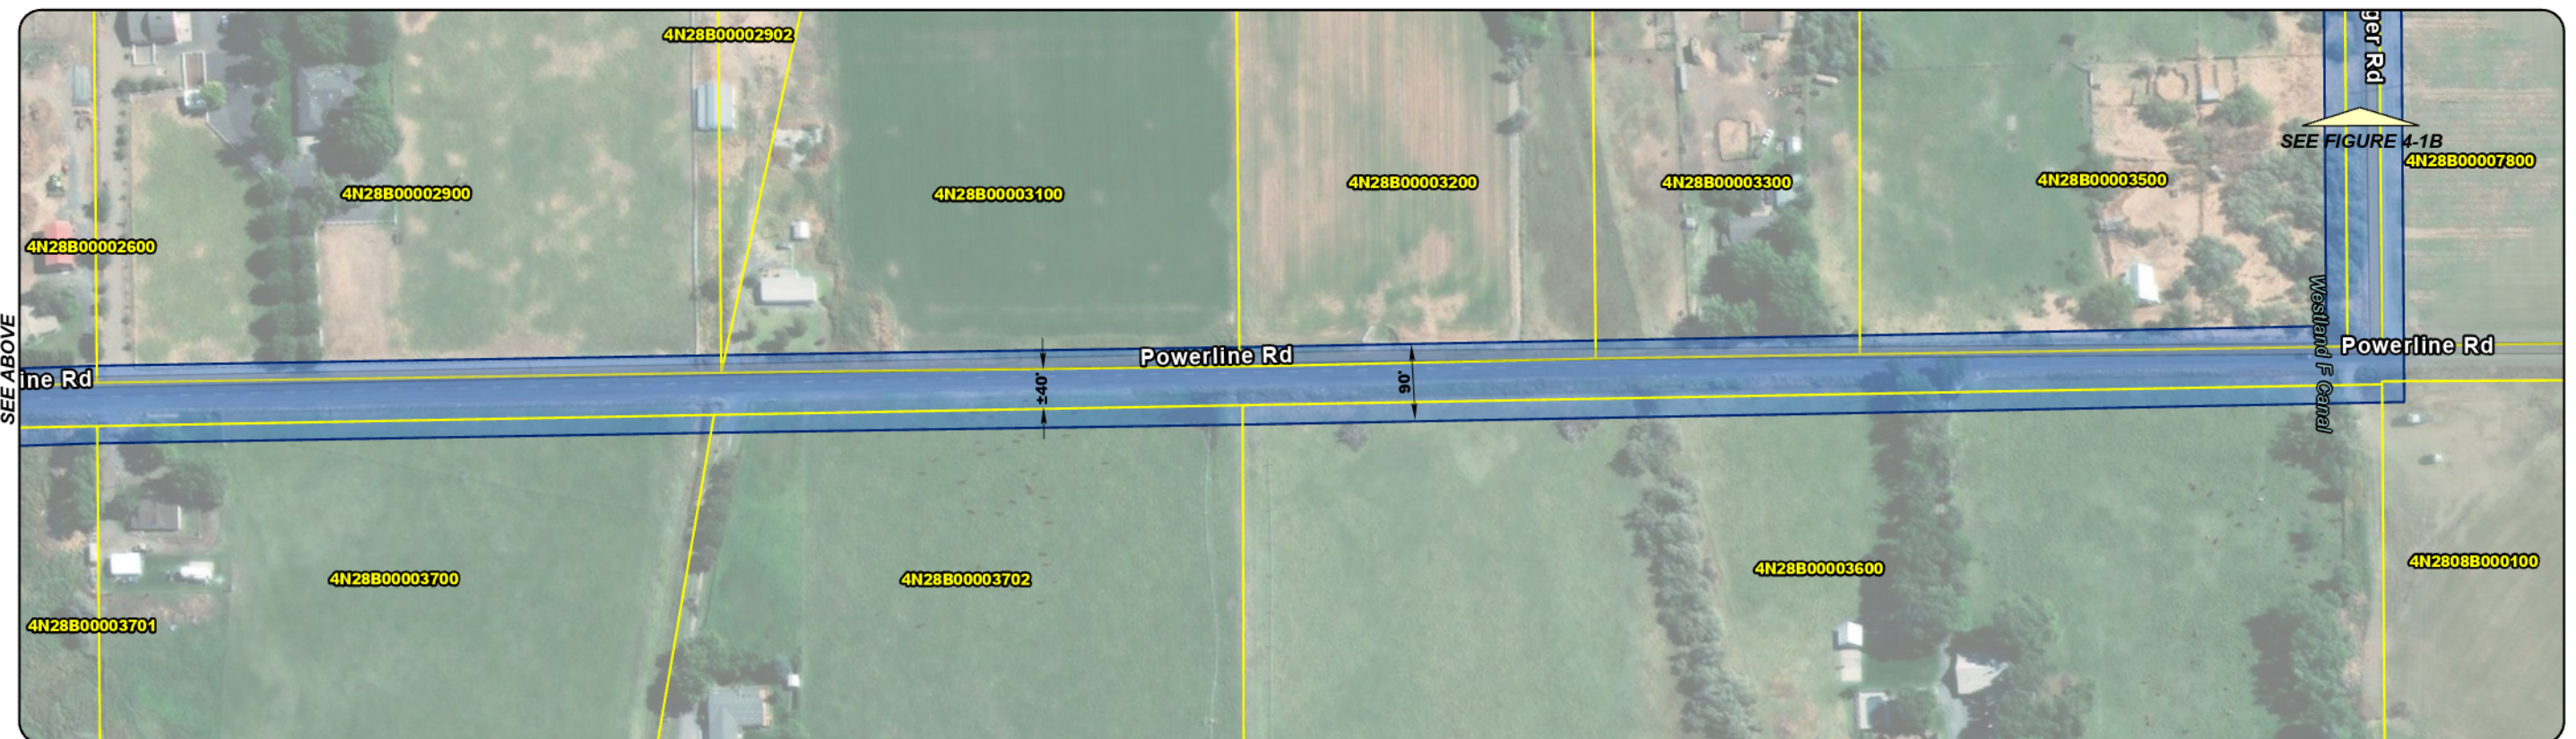 4N28B00002902
ger Rd
SEE FIGURE 4-1B
4N28B00007800
4N28B00002900
4N28B00003100
4N28B00003200
4N28B00003300
4N28B00003500
4N28B00002600
SEE ABOVE
ine Rd
Powerline Rd
±40'
90'
Westland F Canal
Powerline Rd
4N28B00003700
4N28B00003702
4N28B00003600
4N2808B000100
4N28B00003701